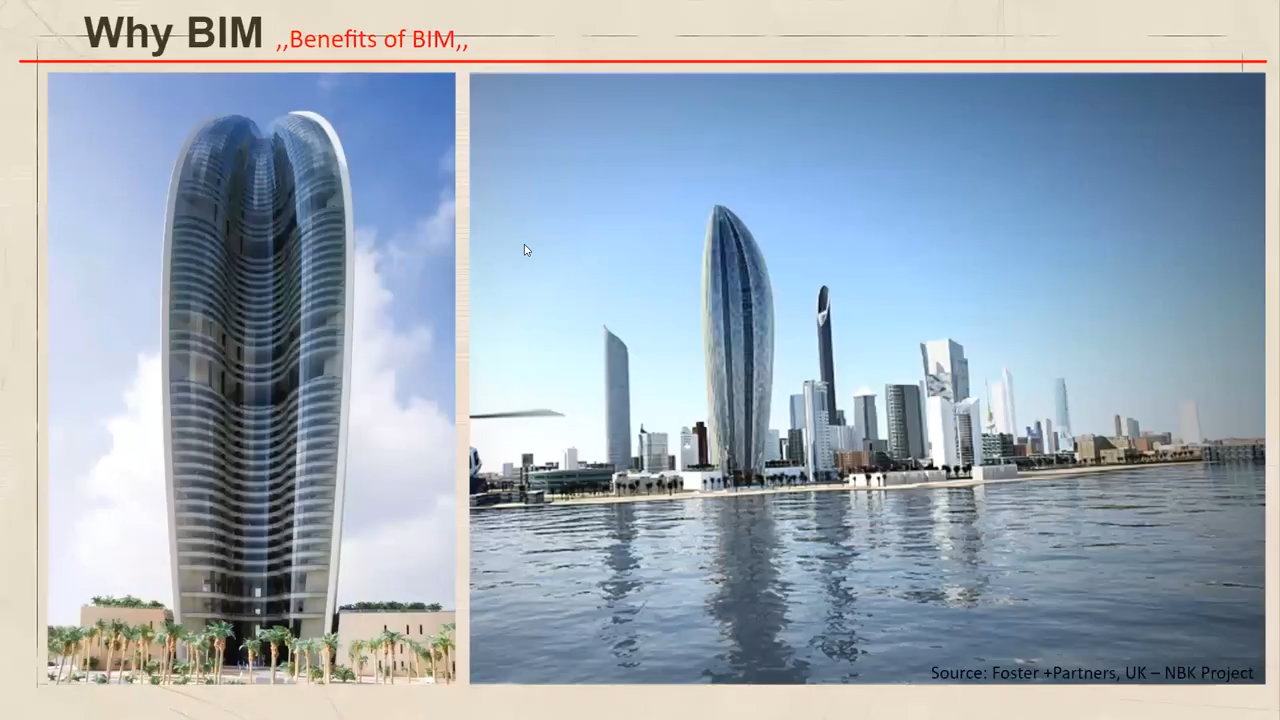 Why BIM ,,Benefits of BIM,,
Source: Foster +Partners, UK – NBK Project